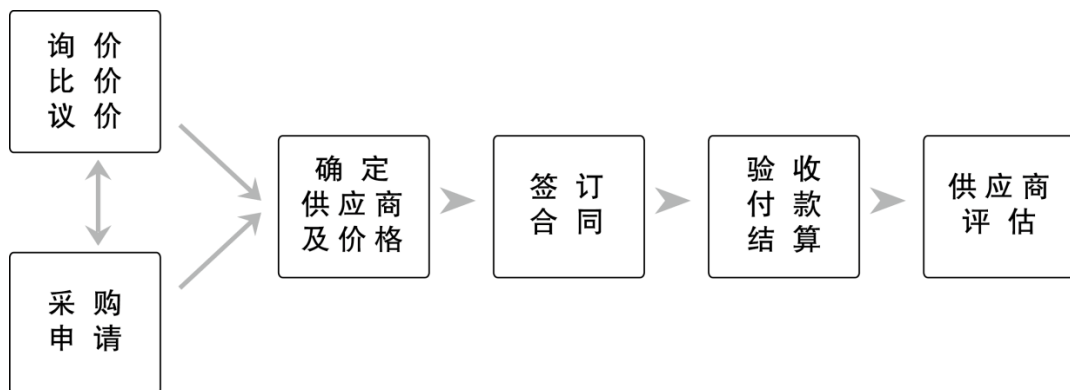 询价
比价
议价
采购
申请
确定
供应商
及价格
签订
合同
验收
付款
结算
供应商
评估